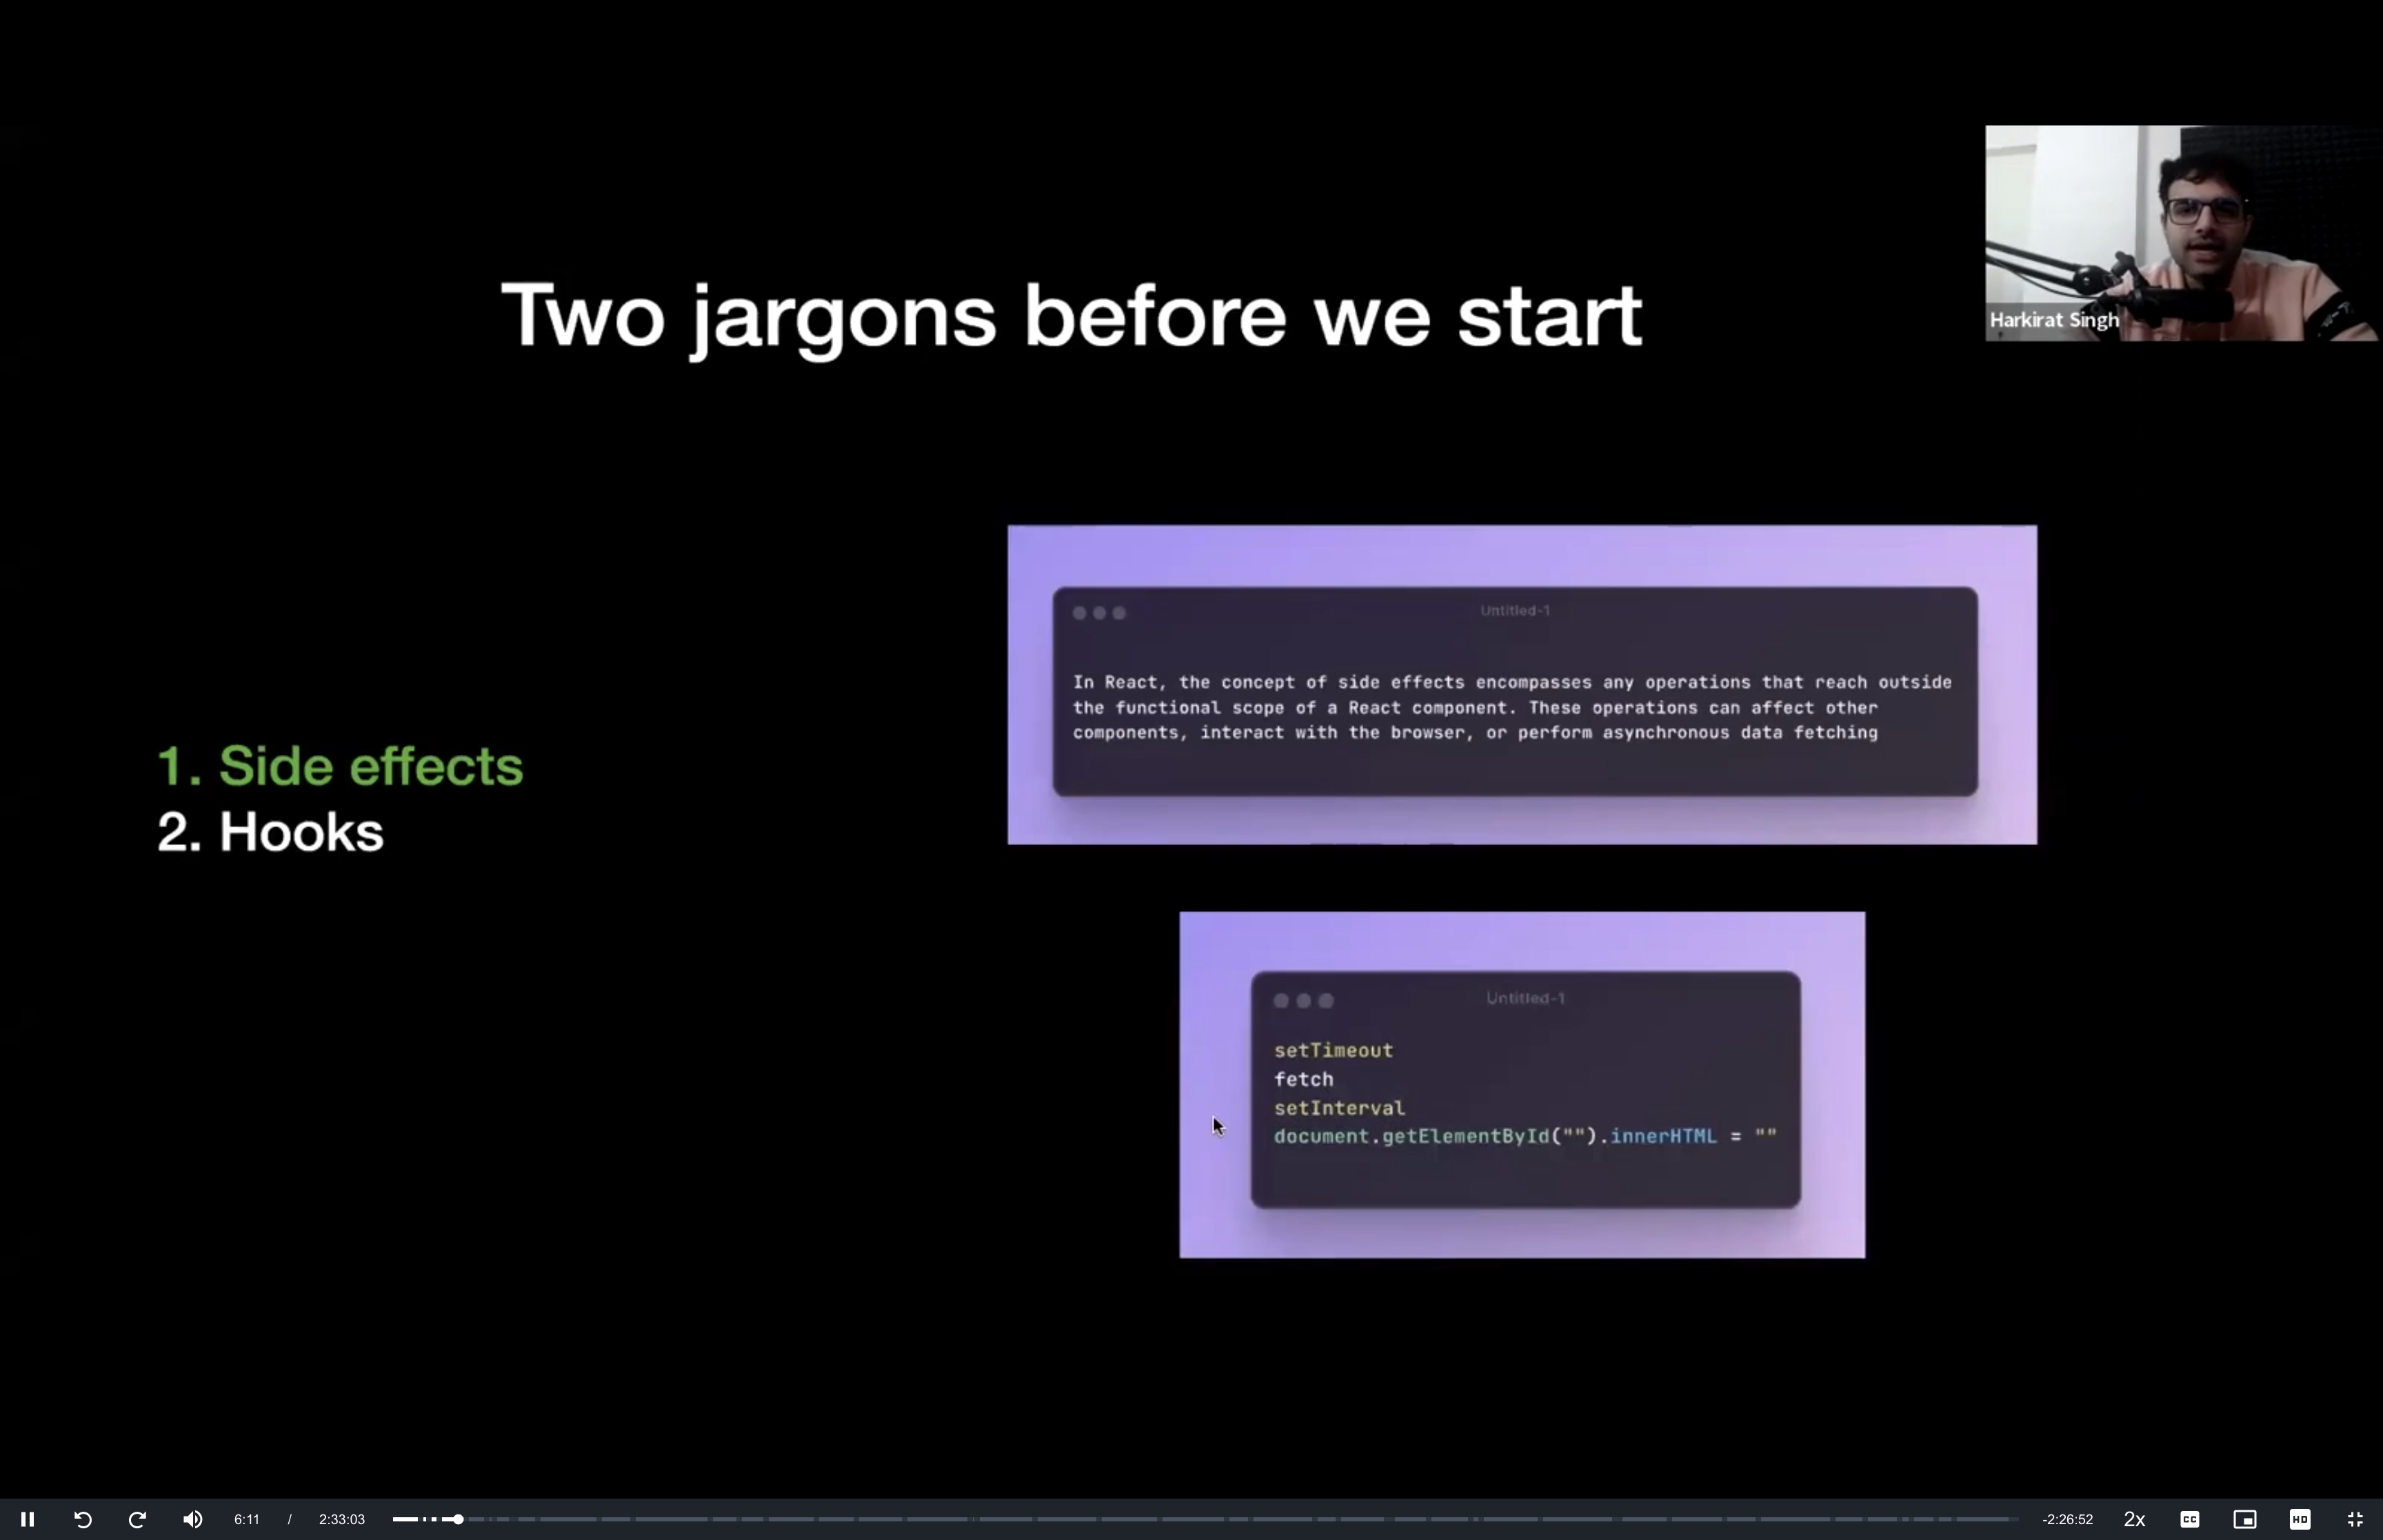 Two jargons before we start
Harkirat Singh
Untitled-1
In React, the concept of side effects encompasses any operations that reach outside
the functional scope of a React component. These operations can affect other
components, interact with the browser, or perform asynchronous data fetching
1. Side effects
2. Hooks
Untitled-1
setTimeout
fetch
setInterval
document.getElementById("").innerHTML = ""
6:11 / 2:33:03 -2:26:52 2x CC HD